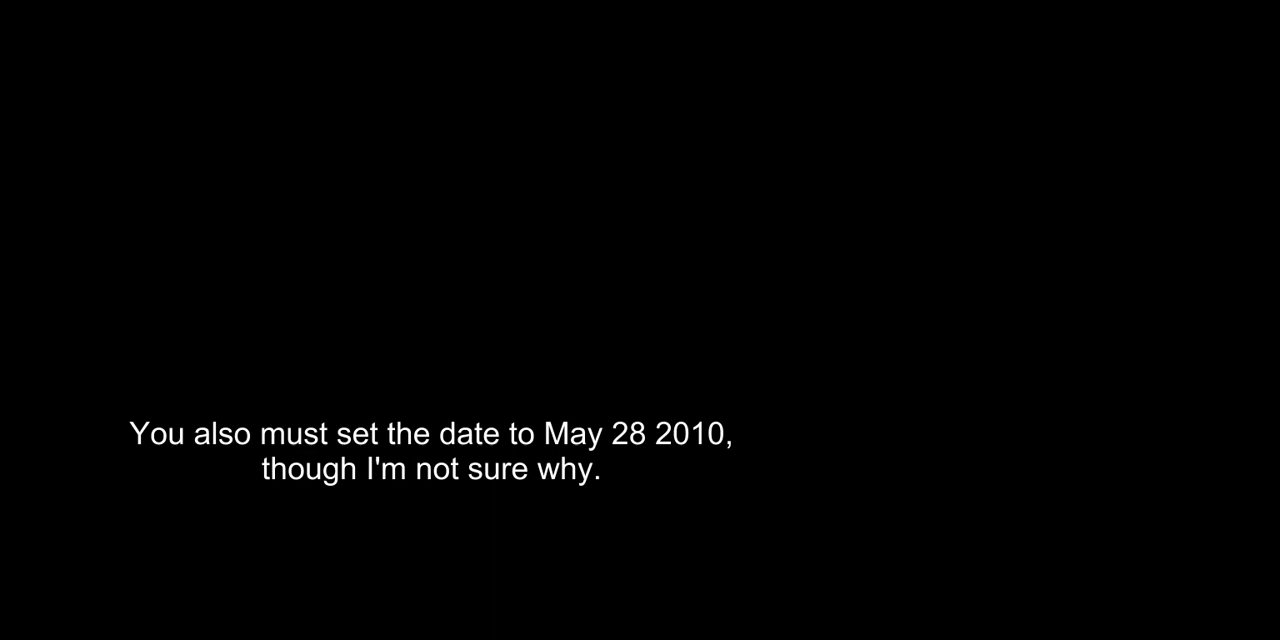 You also must set the date to May 28 2010,
though I'm not sure why.